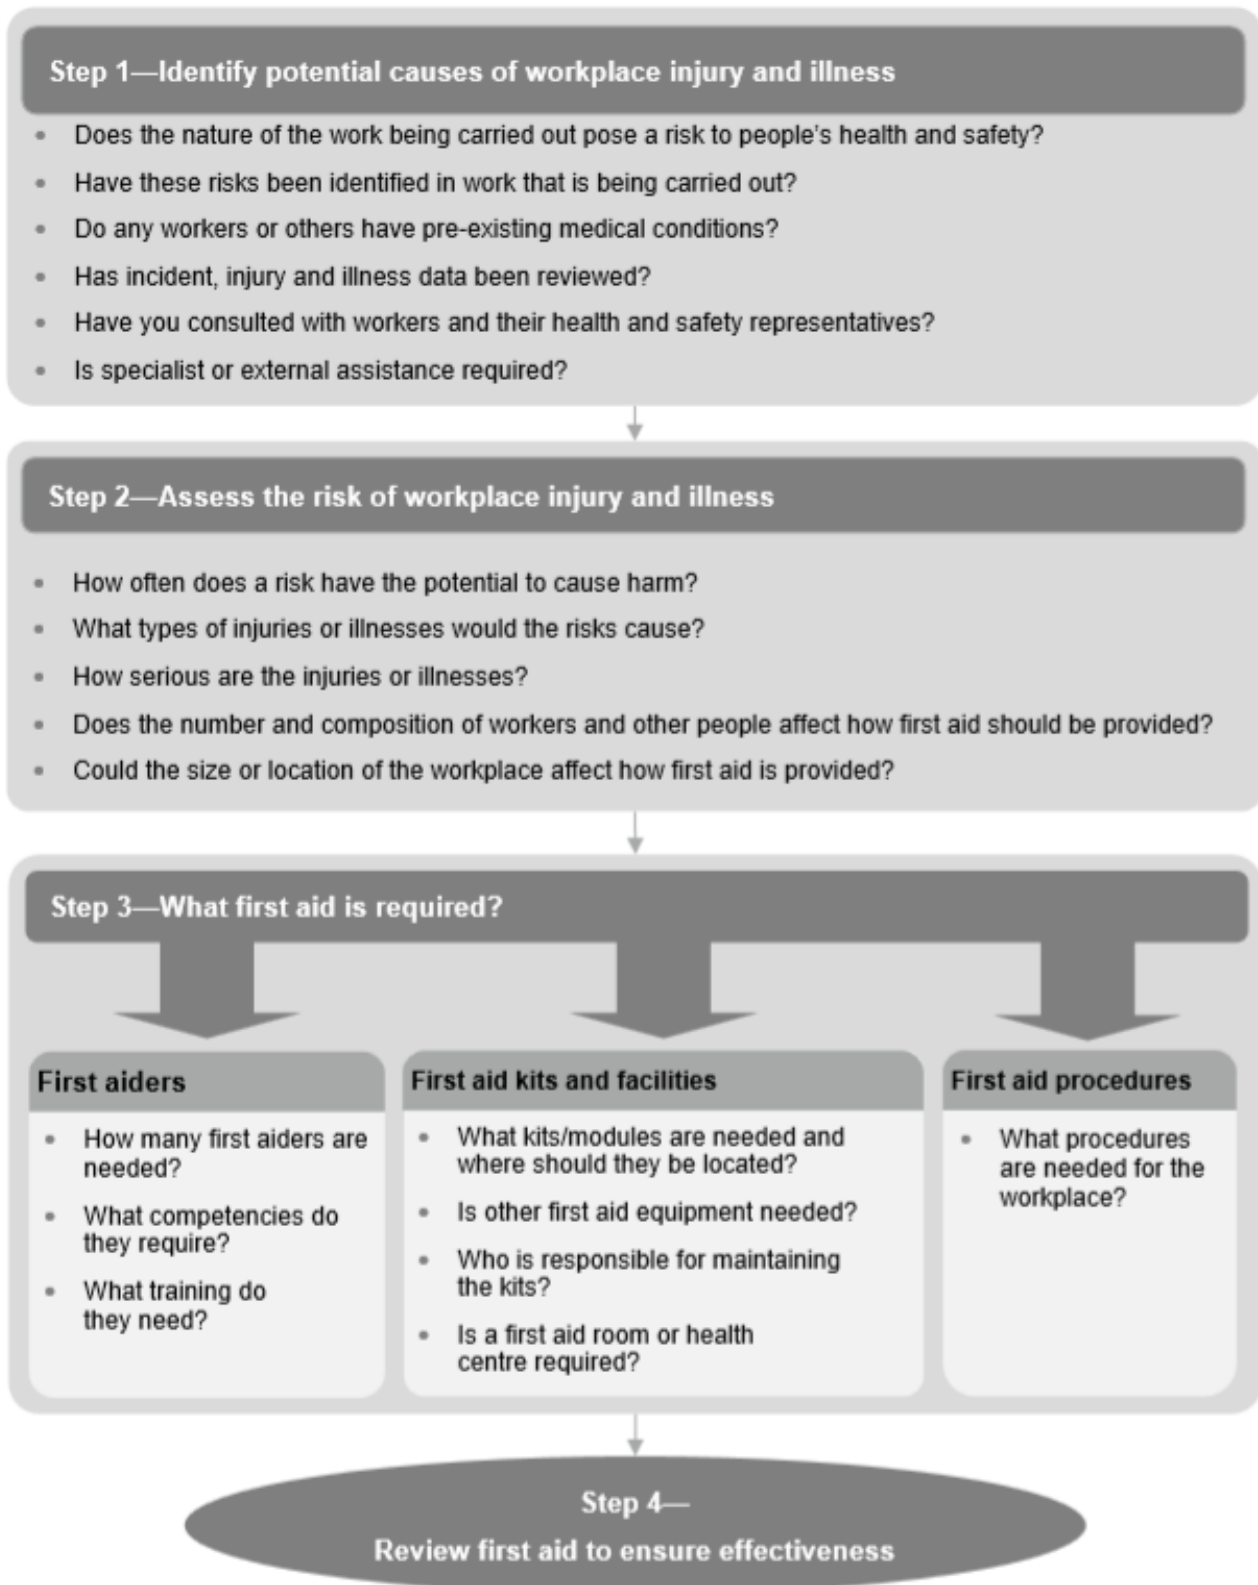 Step 1—Identify potential causes of workplace injury and illness
• Does the nature of the work being carried out pose a risk to people's health and safety?
• Have these risks been identified in work that is being carried out?
• Do any workers or others have pre-existing medical conditions?
• Has incident, injury and illness data been reviewed?
• Have you consulted with workers and their health and safety representatives?
• Is specialist or external assistance required?
Step 2—Assess the risk of workplace injury and illness
• How often does a risk have the potential to cause harm?
• What types of injuries or illnesses would the risks cause?
• How serious are the injuries or illnesses?
• Does the number and composition of workers and other people affect how first aid should be provided?
• Could the size or location of the workplace affect how first aid is provided?
Step 3—What first aid is required?
First aiders
• How many first aiders are
needed?
• What competencies do
they require?
• What training do
they need?
First aid kits and facilities
• What kits/modules are needed and
where should they be located?
• Is other first aid equipment needed?
• Who is responsible for maintaining
the kits?
• Is a first aid room or health
centre required?
First aid procedures
• What procedures
are needed for the
workplace?
Step 4—
Review first aid to ensure effectiveness